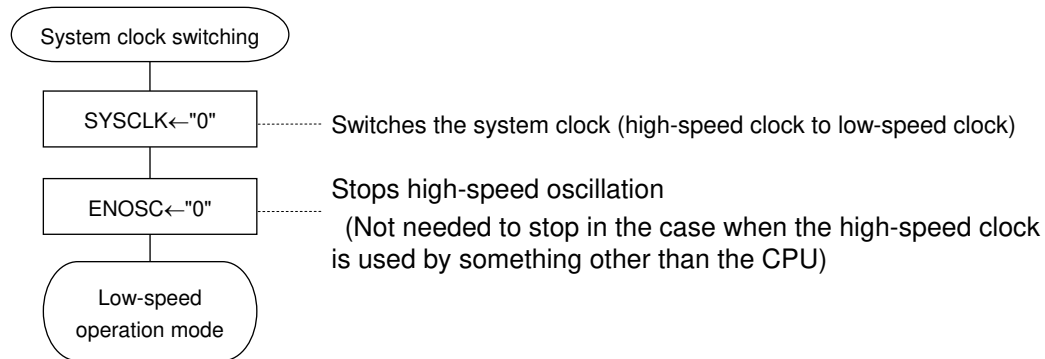 System clock switching
SYSCLK←"0"
Switches the system clock (high-speed clock to low-speed clock)
ENOSC←"0"
Stops high-speed oscillation
(Not needed to stop in the case when the high-speed clock
is used by something other than the CPU)
Low-speed
operation mode